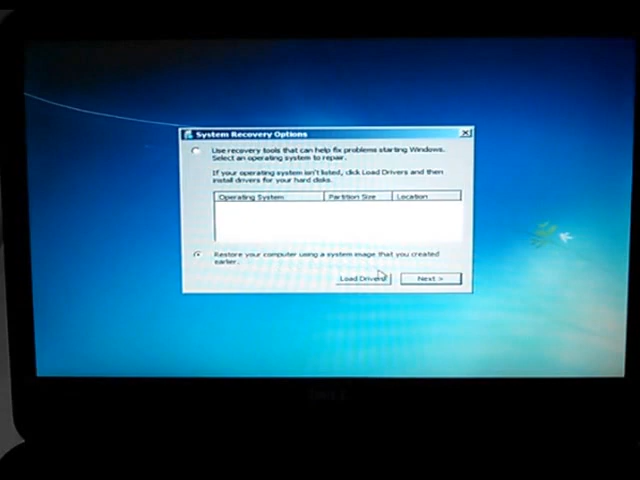 System Recovery Options
Use recovery tools that can help fix problems starting Windows.
Select an operating system to repair.
If your operating system isn't listed, click Load Drivers and then
install drivers for your hard disks.
Operating System Partition Size Location
Restore your computer using a system image that you created
earlier.
Load Drivers Next >
DELL